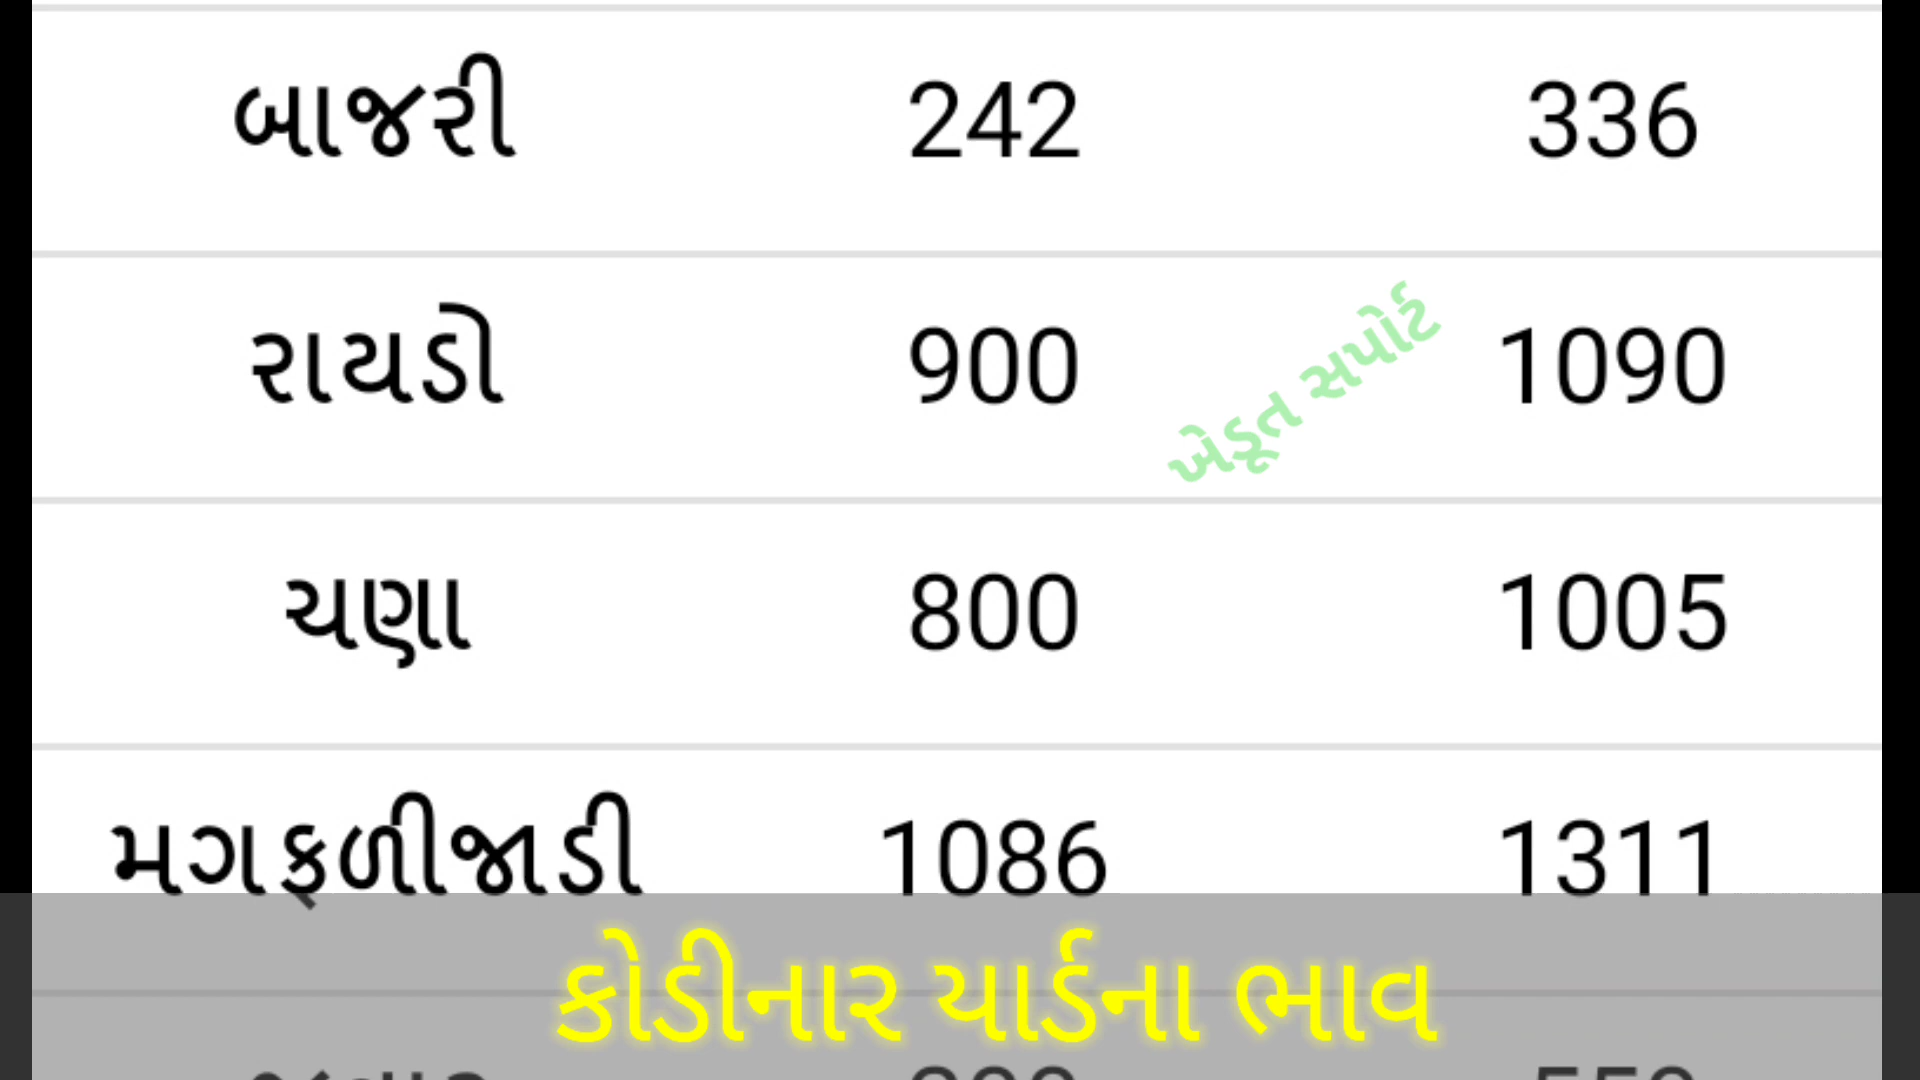 બાજરી 242 336
રાયડો 900 1090
ખેડૂત સપોર્ટ
ચણા 800 1005
મગફળીજાડી 1086 1311
કોડીનાર યાર્ડના ભાવ